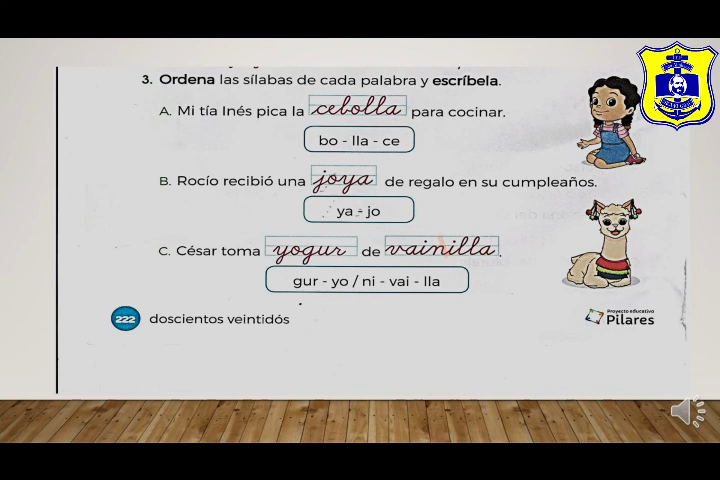 3. Ordena las sílabas de cada palabra y escríbela.
A. Mi tía Inés pica la cebolla para cocinar.
bo - lla - ce
B. Rocío recibió una joya de regalo en su cumpleaños.
ya - jo
C. César toma yogur de vainilla.
gur - yo / ni - vai - lla
222 doscientos veintidós
Proyecto educativo
Pilares